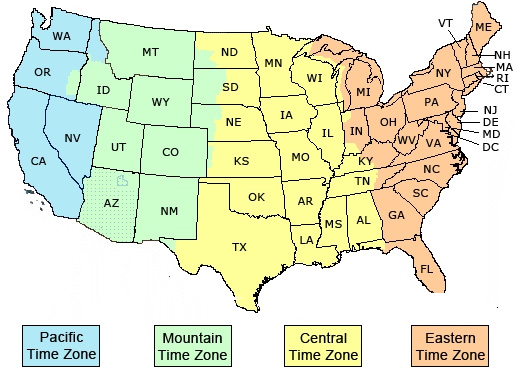 WA
OR
CA
NV
ID
MT
WY
UT
CO
AZ
NM
ND
SD
NE
KS
OK
TX
MN
IA
MO
AR
LA
WI
IL
MS
AL
TN
KY
IN
MI
OH
WV
VA
NC
SC
GA
FL
PA
NY
VT
ME
NH
MA
RI
CT
NJ
DE
MD
DC
Pacific
Time Zone
Mountain
Time Zone
Central
Time Zone
Eastern
Time Zone